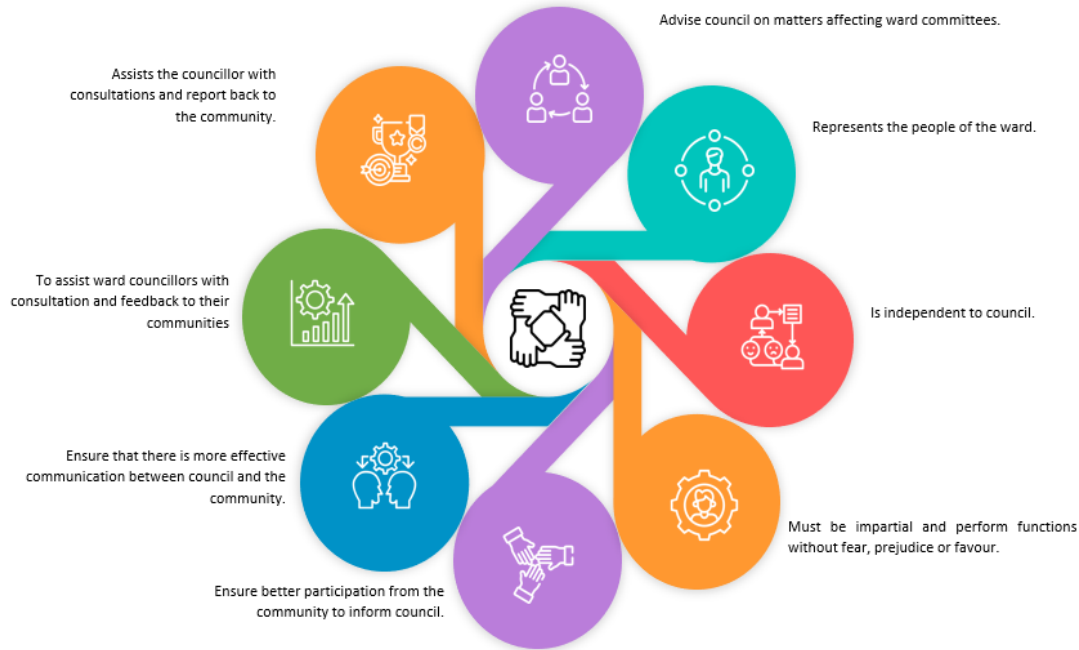 Advise council on matters affecting ward committees.
Represents the people of the ward.
Is independent to council.
Must be impartial and perform functions
without fear, prejudice or favour.
Ensure better participation from the
community to inform council.
Ensure that there is more effective
communication between council and the
community.
To assist ward councillors with
consultation and feedback to their
communities
Assists the councillor with
consultations and report back to
the community.